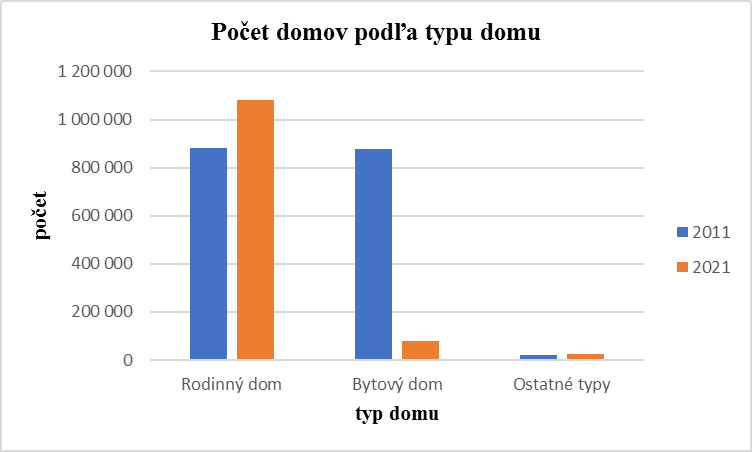 Počet domov podľa typu domu
1 200 000
1 000 000
800 000
600 000
400 000
200 000
0
počet
Rodinný dom
Bytový dom
Ostatné typy
typ domu
2011
2021